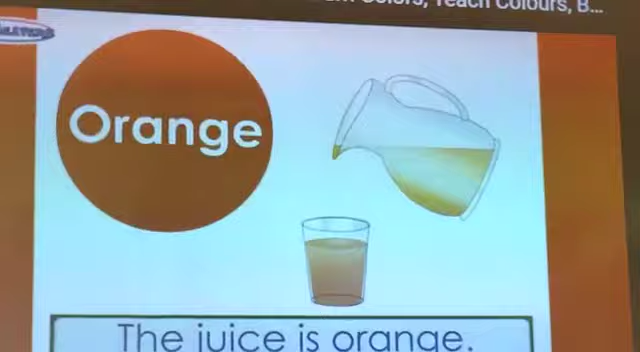 Colors, Teach Colours, B...
Orange
The juice is orange.